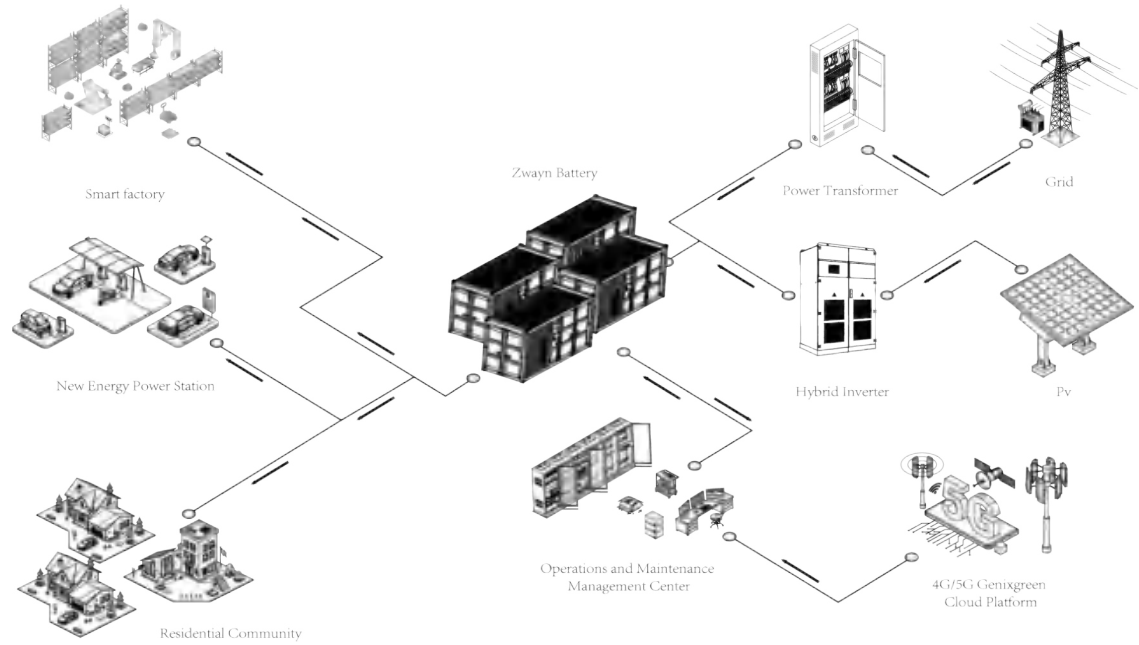 Zwayn Battery
Smart factory
Power Transformer
Grid
New Energy Power Station
Hybrid Inverter
Pv
5G
Operations and Maintenance
Management Center
4G/5G Genixgreen
Cloud Platform
Residential Community